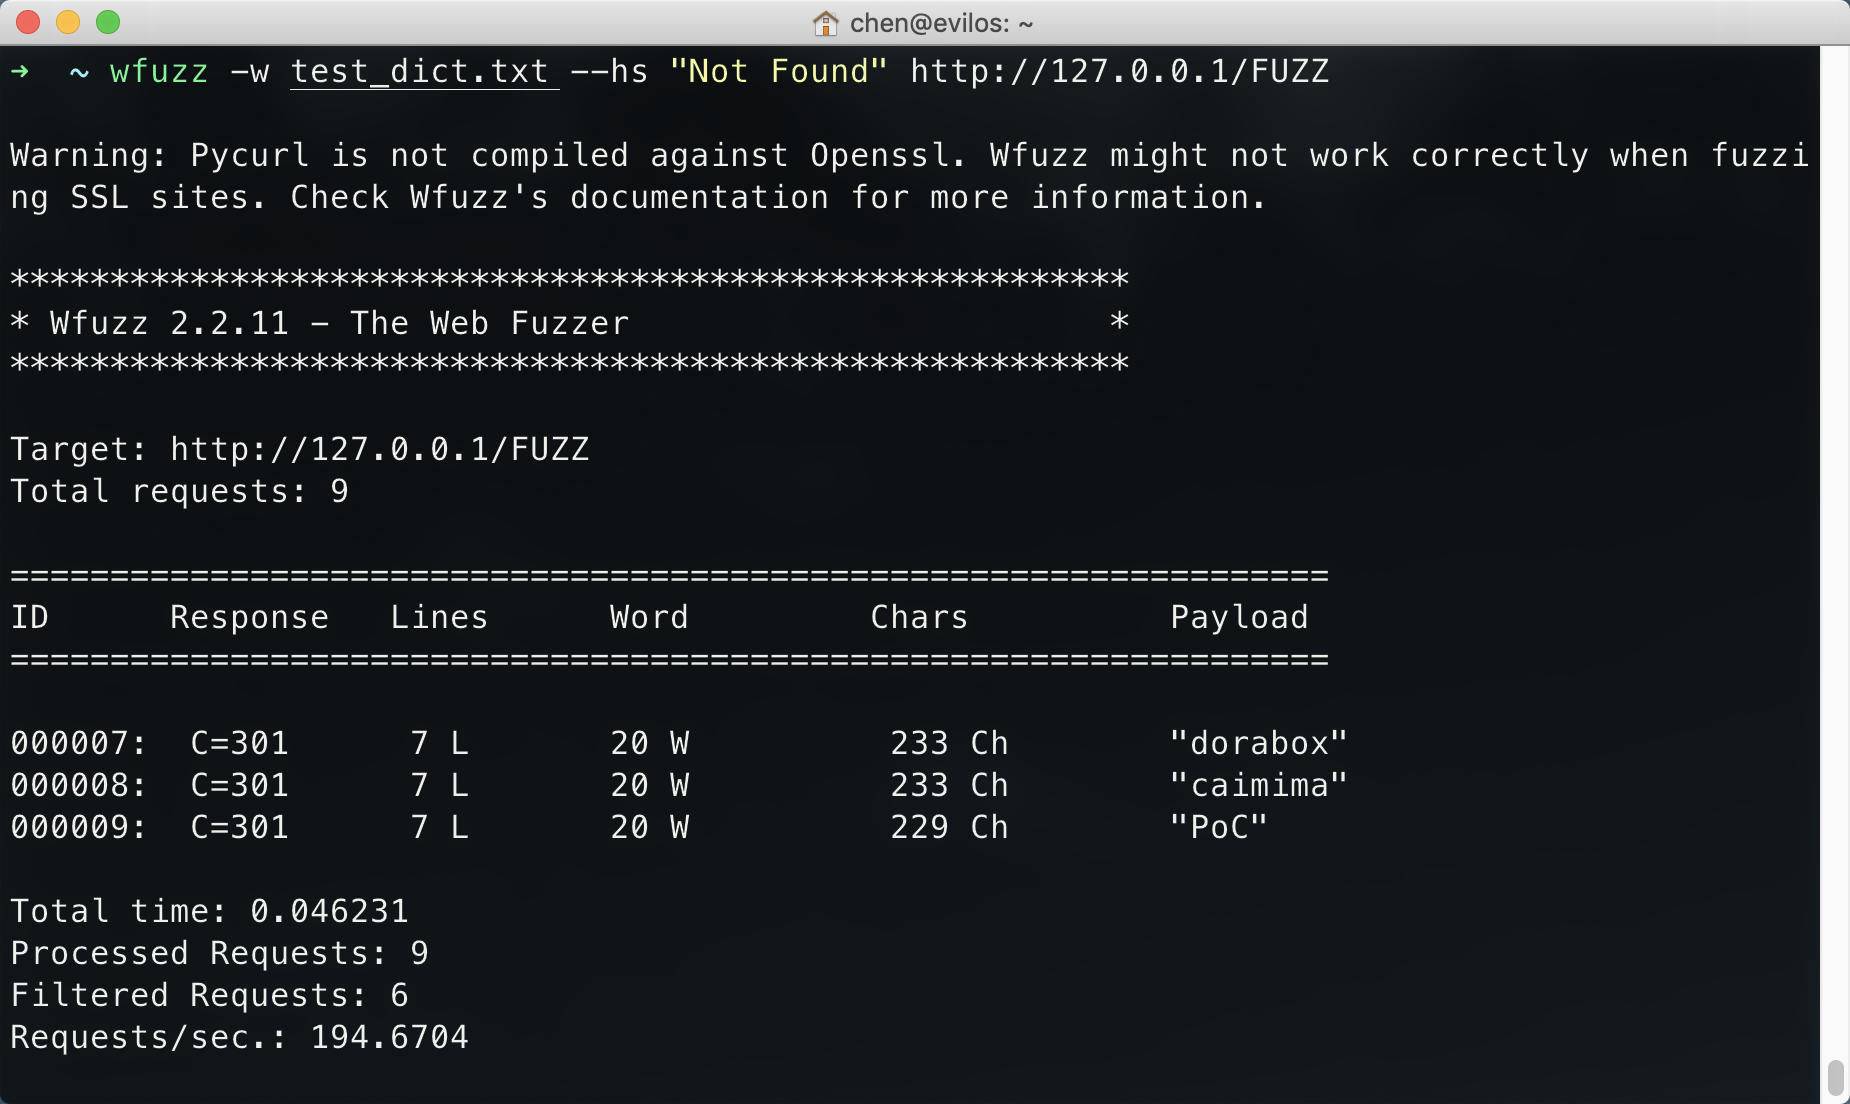 chen@evilos: ~
➜  ~ wfuzz -w test_dict.txt --hs "Not Found" http://127.0.0.1/FUZZ
Warning: Pycurl is not compiled against Openssl. Wfuzz might not work correctly when fuzzi
ng SSL sites. Check Wfuzz's documentation for more information.
********************************************************
* Wfuzz 2.2.11 - The Web Fuzzer                        *
********************************************************
Target: http://127.0.0.1/FUZZ
Total requests: 9
==================================================================
ID      Response   Lines      Word         Chars          Payload
==================================================================
000007:  C=301      7 L       20 W          233 Ch        "dorabox"
000008:  C=301      7 L       20 W          233 Ch        "caimima"
000009:  C=301      7 L       20 W          229 Ch        "PoC"
Total time: 0.046231
Processed Requests: 9
Filtered Requests: 6
Requests/sec.: 194.6704